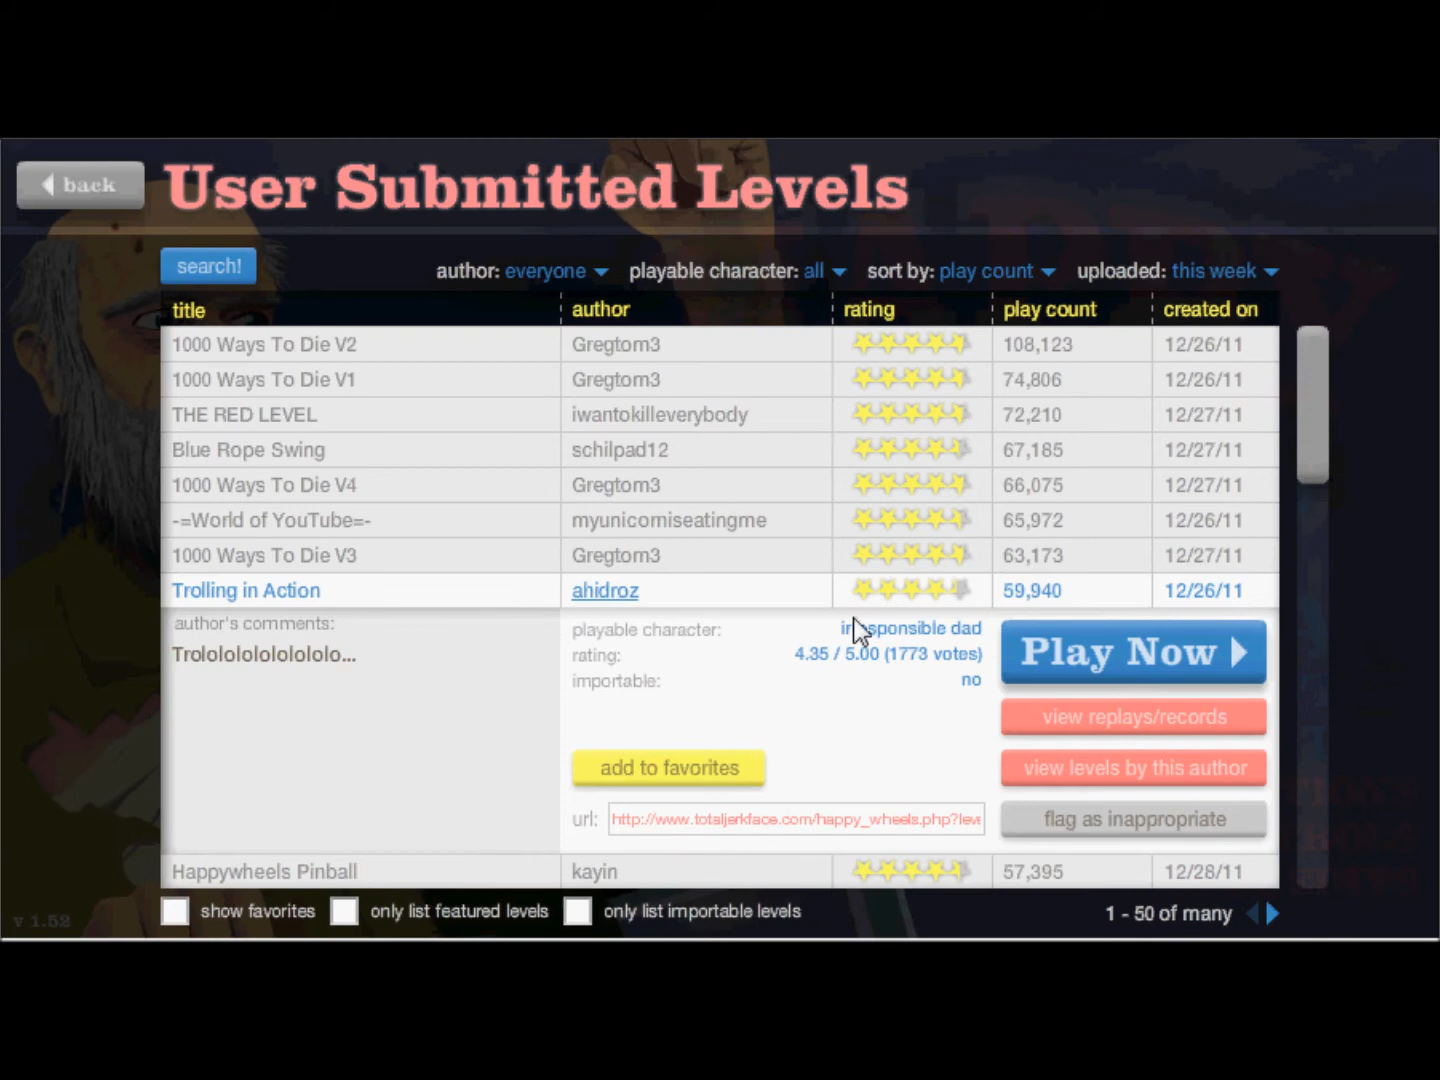 back
User Submitted Levels
search!
author: everyone playable character: all sort by: play count uploaded: this week
title author rating play count created on
1000 Ways To Die V2 Gregtom3 108,123 12/26/11
1000 Ways To Die V1 Gregtom3 74,806 12/26/11
THE RED LEVEL iwantokilleverybody 72,210 12/27/11
Blue Rope Swing schilpad12 67,185 12/27/11
1000 Ways To Die V4 Gregtom3 66,075 12/27/11
-=World of YouTube=- myunicorniseatingme 65,972 12/26/11
1000 Ways To Die V3 Gregtom3 63,173 12/27/11
Trolling in Action ahidroz 59,940 12/26/11
author's comments:
Trololololololololo...
playable character: irresponsible dad
rating: 4.35 / 5.00 (1773 votes)
importable: no
Play Now
view replays/records
add to favorites
view levels by this author
url: http://www.totaljerkface.com/happy_wheels.php?leve
flag as inappropriate
Happywheels Pinball kayin 57,395 12/28/11
show favorites only list featured levels only list importable levels
1 - 50 of many
v 1.52